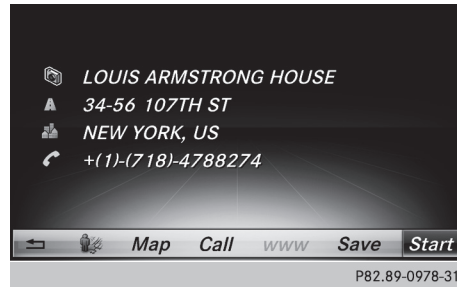 LOUIS ARMSTRONG HOUSE
34-56 107TH ST
NEW YORK, US
+(1)-(718)-4788274
Map Call www Save Start
P82.89-0978-31